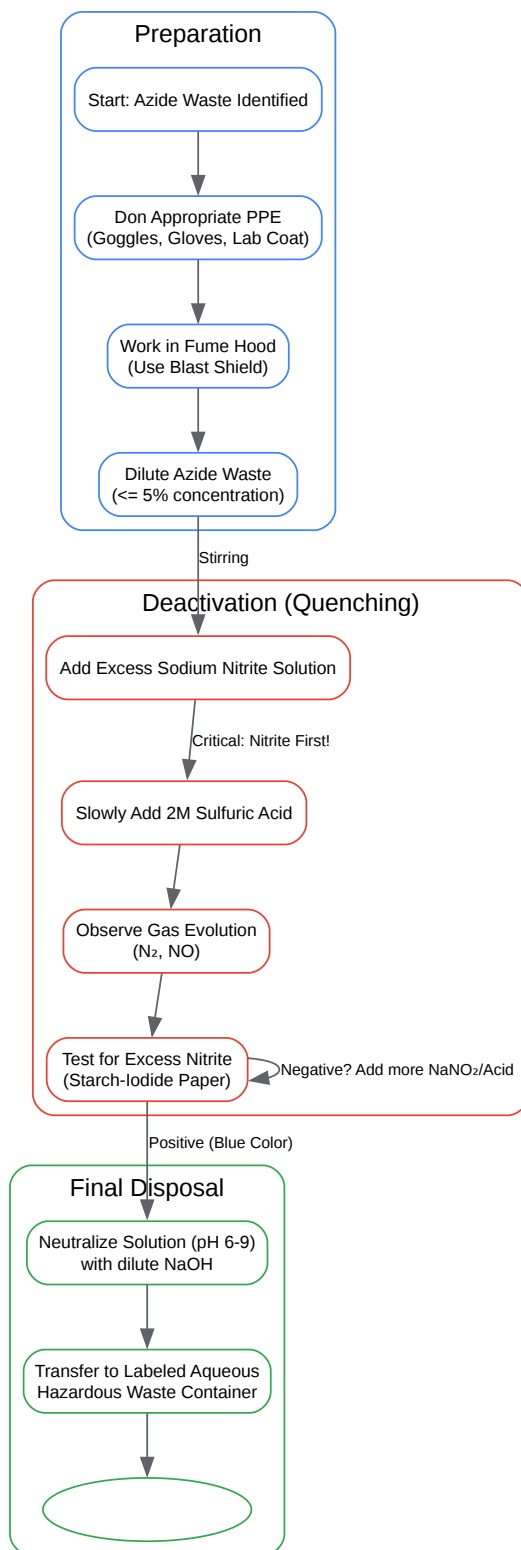 Preparation
Start: Azide Waste Identified
Don Appropriate PPE
(Goggles, Gloves, Lab Coat)
Work in Fume Hood
(Use Blast Shield)
Dilute Azide Waste
(<= 5% concentration)
Stirring
Deactivation (Quenching)
Add Excess Sodium Nitrite Solution
Critical: Nitrite First!
Slowly Add 2M Sulfuric Acid
Observe Gas Evolution
(N₂, NO)
Test for Excess Nitrite
(Starch-Iodide Paper)
Negative? Add more NaNO₂/Acid
Positive (Blue Color)
Final Disposal
Neutralize Solution (pH 6-9)
with dilute NaOH
Transfer to Labeled Aqueous
Hazardous Waste Container